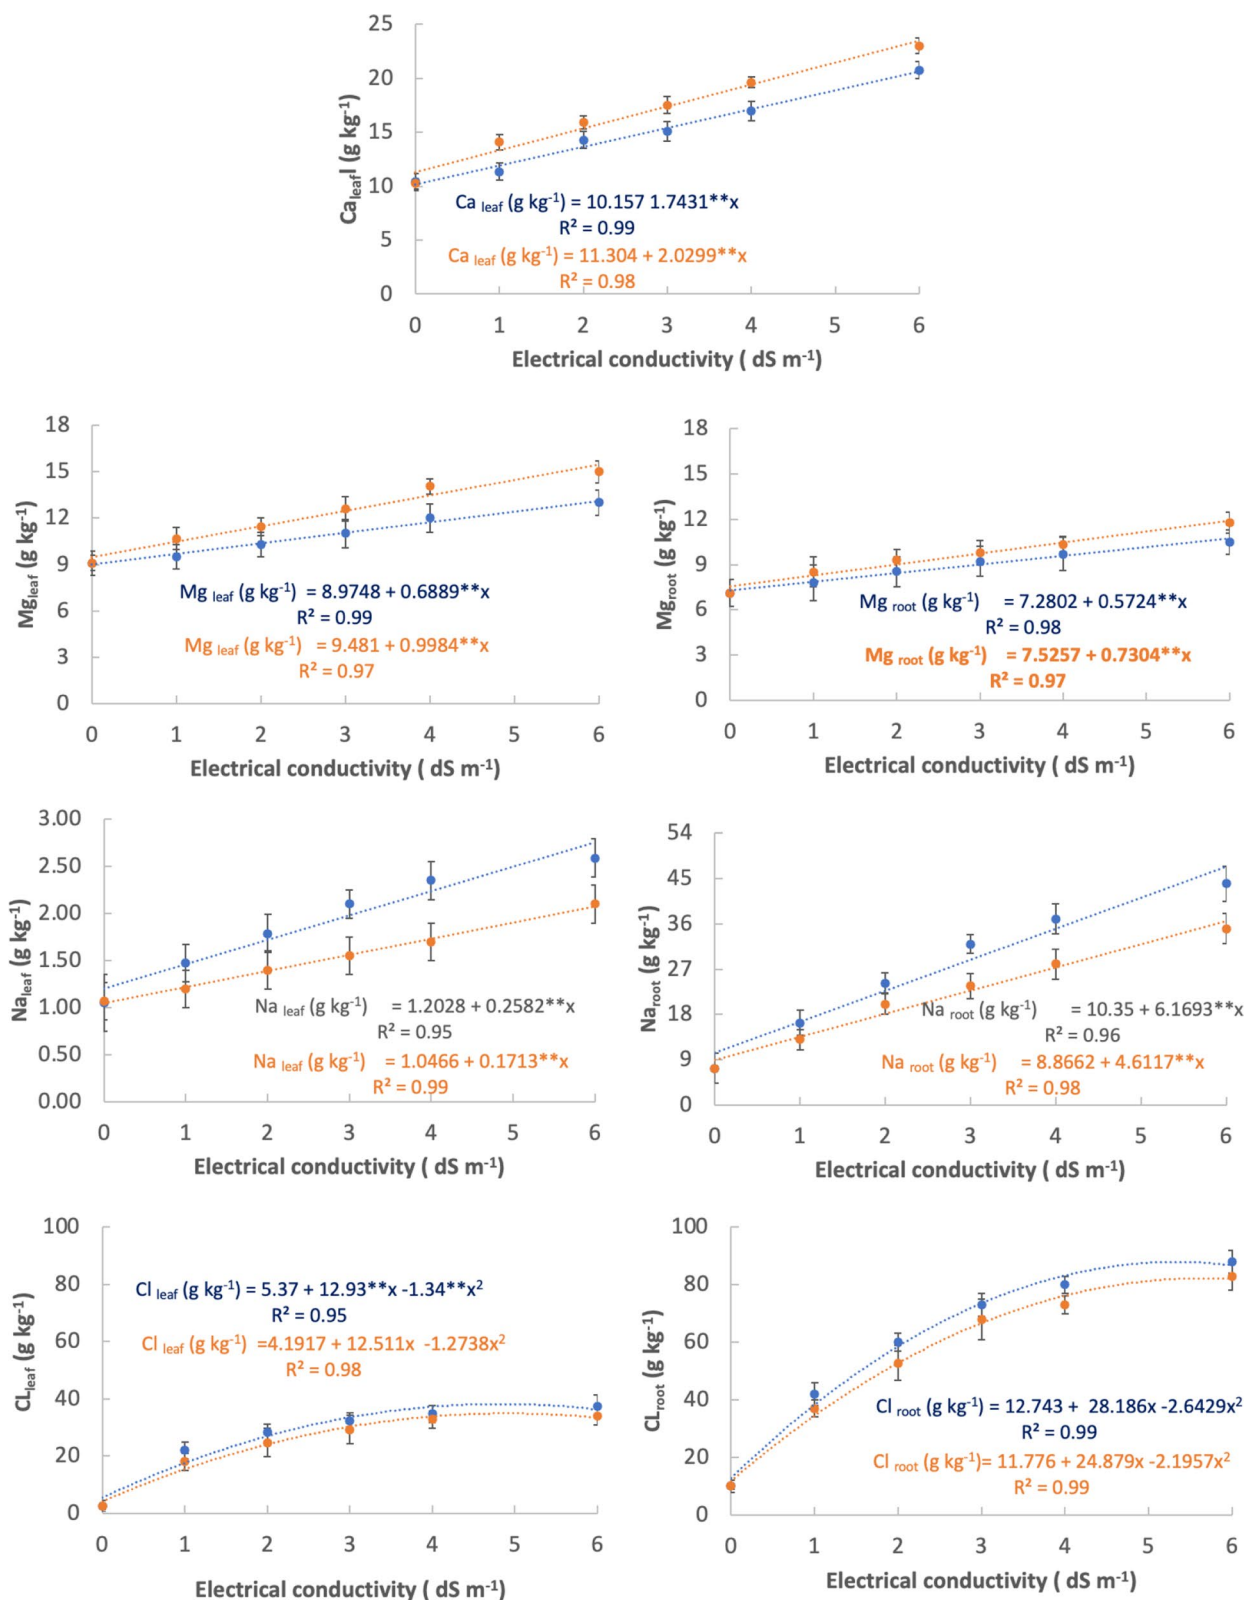 25
20
15
10
5
0
Ca leaf l (g kg-1)
Ca leaf (g kg-1) = 10.157 1.7431**x
R² = 0.99
Ca leaf (g kg-1) = 11.304 + 2.0299**x
R² = 0.98
0 1 2 3 4 5 6
Electrical conductivity ( dS m-1)
18
15
12
9
6
3
0
Mg leaf (g kg-1)
Mg leaf (g kg-1) = 8.9748 + 0.6889**x
R² = 0.99
Mg leaf (g kg-1) = 9.481 + 0.9984**x
R² = 0.97
0 1 2 3 4 5 6
Electrical conductivity ( dS m-1)
18
15
12
9
6
3
0
Mg root (g kg-1)
Mg root (g kg-1) = 7.2802 + 0.5724**x
R² = 0.98
Mg root (g kg-1) = 7.5257 + 0.7304**x
R² = 0.97
0 1 2 3 4 5 6
Electrical conductivity ( dS m-1)
3.00
2.50
2.00
1.50
1.00
0.50
0.00
Na leaf (g kg-1)
Na leaf (g kg-1) = 1.2028 + 0.2582**x
R² = 0.95
Na leaf (g kg-1) = 1.0466 + 0.1713**x
R² = 0.99
0 1 2 3 4 5 6
Electrical conductivity ( dS m-1)
54
45
36
27
18
9
0
Na root (g kg-1)
Na root (g kg-1) = 10.35 + 6.1693**x
R² = 0.96
Na root (g kg-1) = 8.8662 + 4.6117**x
R² = 0.98
0 1 2 3 4 5 6
Electrical conductivity ( dS m-1)
100
80
60
40
20
0
CL leaf (g kg-1)
Cl leaf (g kg-1) = 5.37 + 12.93**x -1.34**x²
R² = 0.95
Cl leaf (g kg-1) =4.1917 + 12.511x -1.2738x²
R² = 0.98
0 1 2 3 4 5 6
Electrical conductivity ( dS m-1)
100
80
60
40
20
0
CL root (g kg-1)
Cl root (g kg-1) = 12.743 + 28.186x -2.6429x²
R² = 0.99
Cl root (g kg-1)= 11.776 + 24.879x -2.1957x²
R² = 0.99
0 1 2 3 4 5 6
Electrical conductivity ( dS m-1)